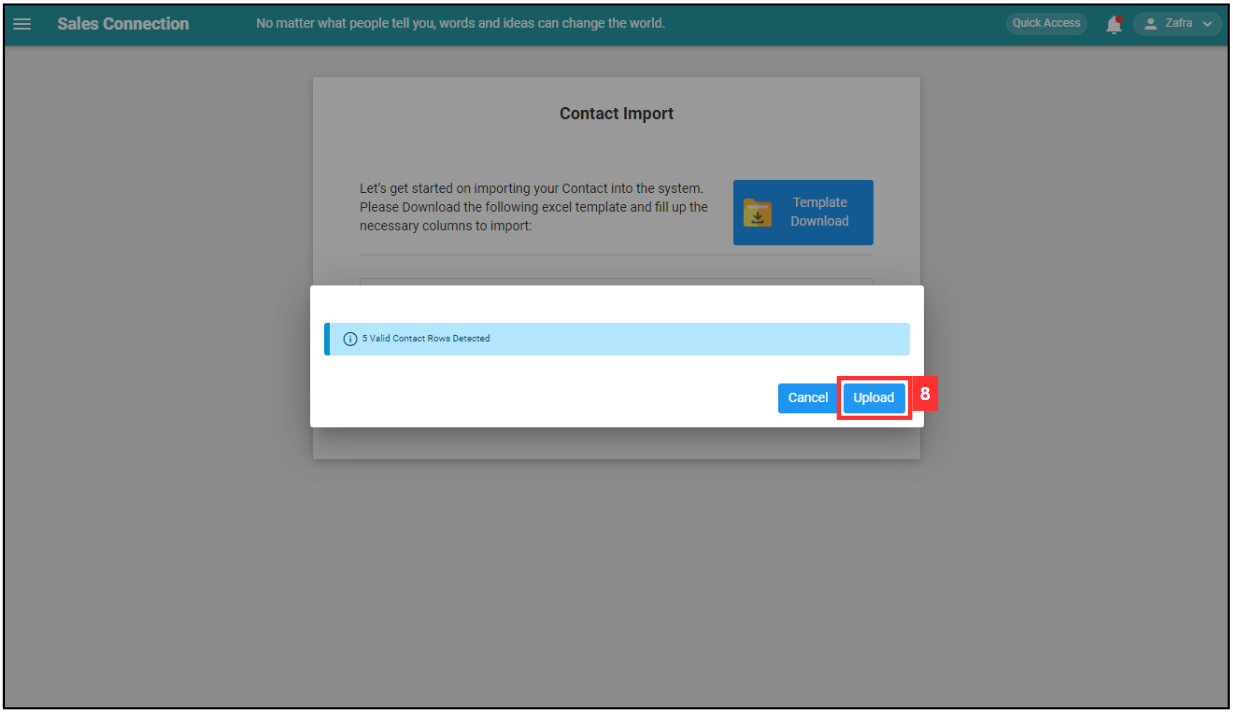 Sales Connection
No matter what people tell you, words and ideas can change the world.
Quick Access
Zafra
Contact Import
Let's get started on importing your Contact into the system.
Please Download the following excel template and fill up the
necessary columns to import:
Template
Download
5 Valid Contact Rows Detected
Cancel
Upload
8